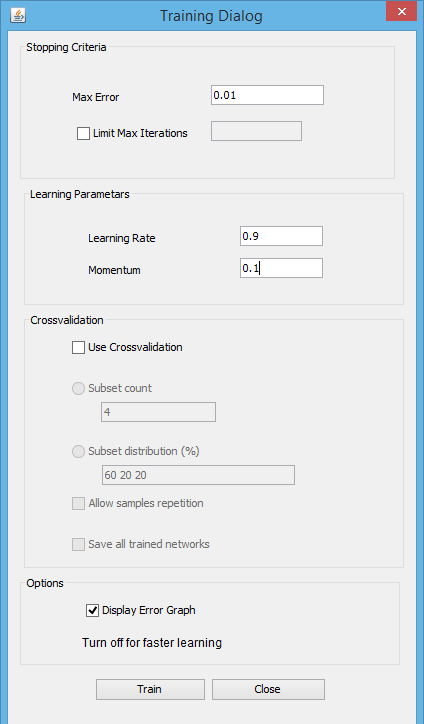 Training Dialog
Stopping Criteria
Max Error 0.01
Limit Max Iterations
Learning Parametars
Learning Rate 0.9
Momentum 0.1
Crossvalidation
Use Crossvalidation
Subset count
4
Subset distribution (%)
60 20 20
Allow samples repetition
Save all trained networks
Options
Display Error Graph
Turn off for faster learning
Train Close